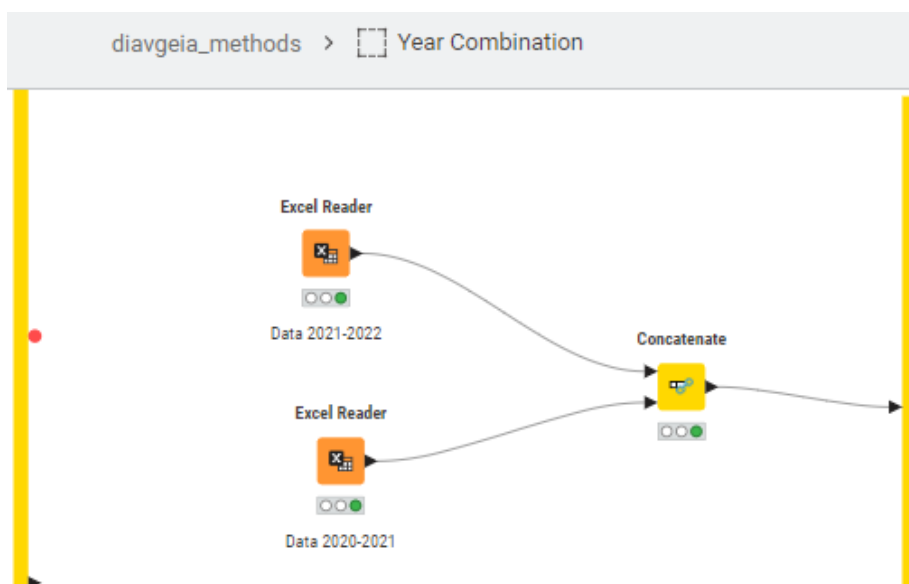 diavgeia_methods > Year Combination
Excel Reader
Data 2021-2022
Concatenate
Excel Reader
Data 2020-2021